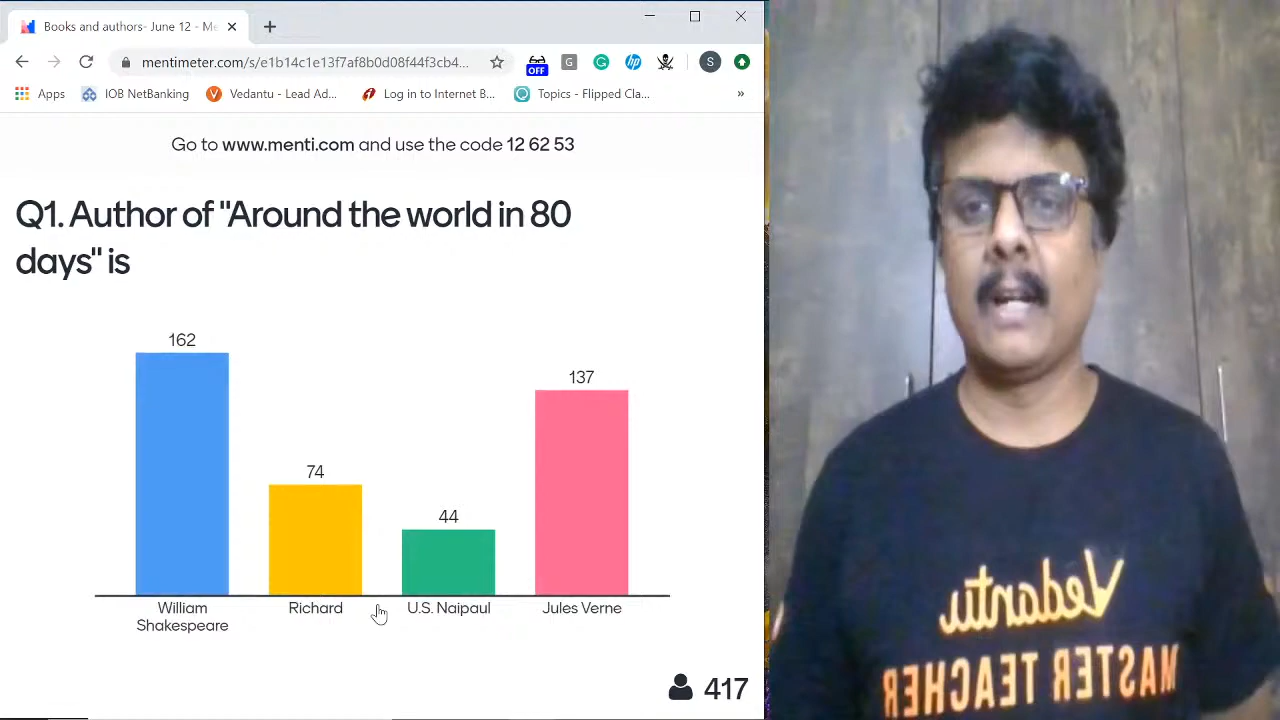 Books and authors- June 12 - Me
mentimeter.com/s/e1b14c1e13f7af8b0d08f44f3cb4...
OFF
G
G
hp
S
Apps
IOB NetBanking
Vedantu - Lead Ad...
Log in to Internet B...
Topics - Flipped Cla...
»
Go to www.menti.com and use the code 12 62 53
Q1. Author of "Around the world in 80
days" is
162
74
44
137
William
Shakespeare
Richard
U.S. Naipaul
Jules Verne
417
Vedantu
MASTER TEACHER